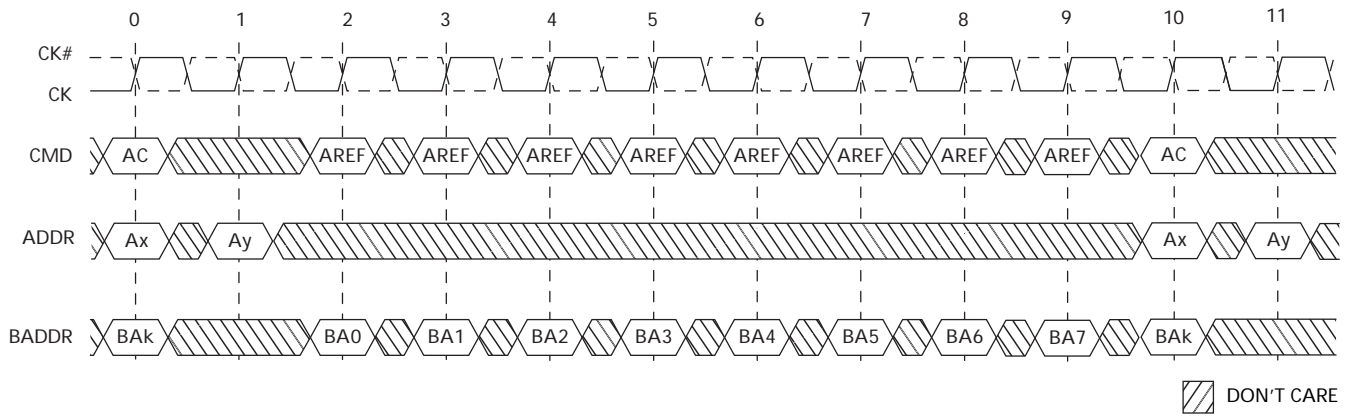 0 1 2 3 4 5 6 7 8 9 10 11
CK#
CK
CMD AC AREF AREF AREF AREF AREF AREF AREF AREF AC
ADDR Ax Ay Ax Ay
BADDR BAk BA0 BA1 BA2 BA3 BA4 BA5 BA6 BA7 BAk
DON'T CARE